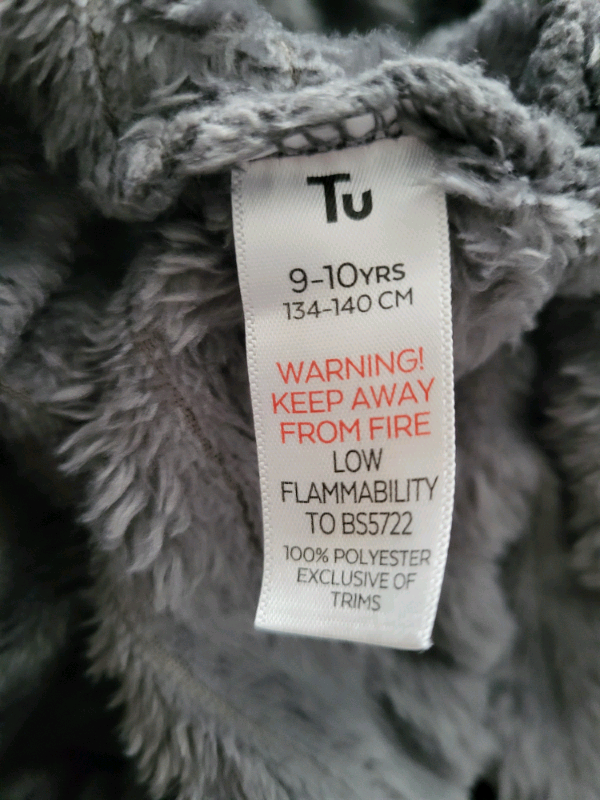 Tu
9-10YRS
134-140 CM
WARNING!
KEEP AWAY
FROM FIRE
LOW
FLAMMABILITY
TO BS5722
100% POLYESTER
EXCLUSIVE OF
TRIMS